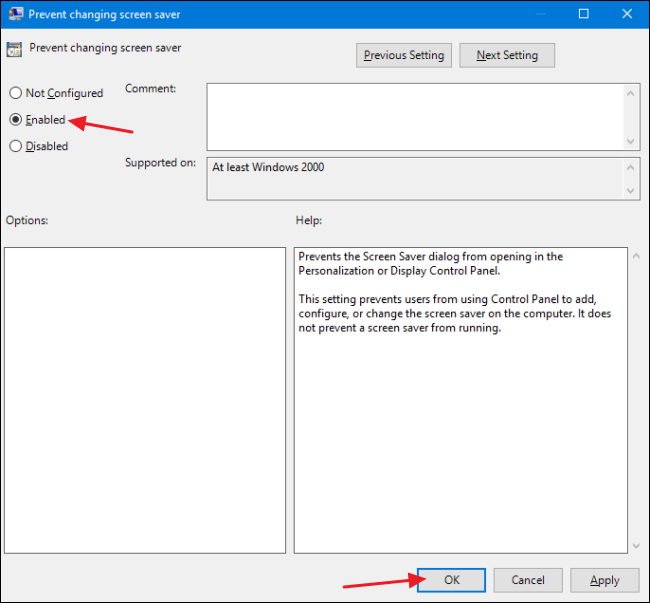 Prevent changing screen saver
Prevent changing screen saver
Previous Setting
Next Setting
Not Configured
Comment:
Enabled
Disabled
Supported on:
At least Windows 2000
Options:
Help:
Prevents the Screen Saver dialog from opening in the
Personalization or Display Control Panel.
This setting prevents users from using Control Panel to add,
configure, or change the screen saver on the computer. It does
not prevent a screen saver from running.
OK
Cancel
Apply